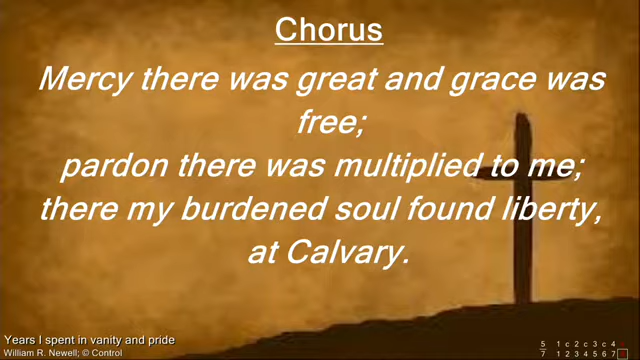 Chorus
Mercy there was great and grace was
free;
pardon there was multiplied to me;
there my burdened soul found liberty,
at Calvary.
Years I spent in vanity and pride
William R. Newell; © Control
5 1 c 2 c 3 c 4
7 1 2 3 4 5 6 7